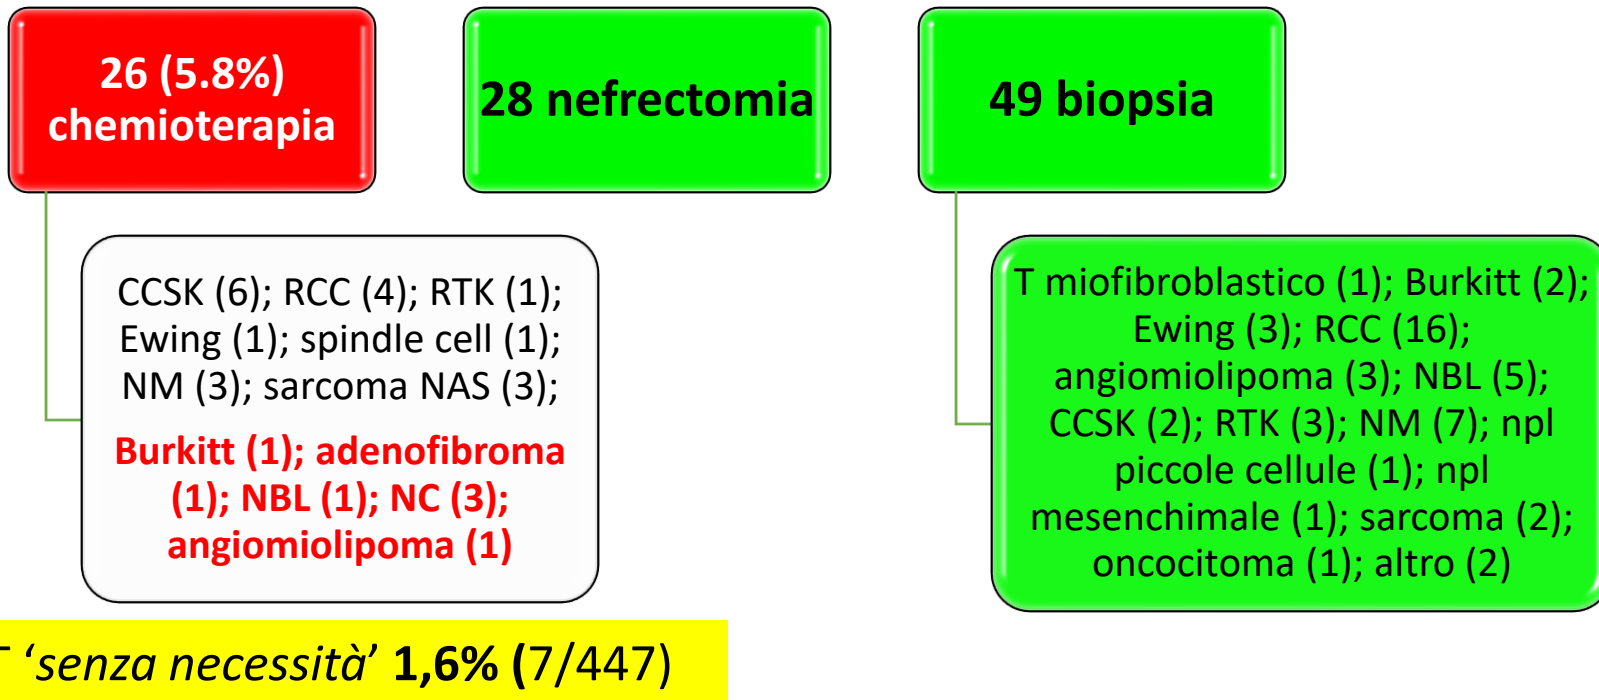 26 (5.8%)
chemioterapia
28 nefrectomia
49 biopsia
CCSK (6); RCC (4); RTK (1);
Ewing (1); spindle cell (1);
NM (3); sarcoma NAS (3);
Burkitt (1); adenofibroma
(1); NBL (1); NC (3);
angiomiolipoma (1)
T miofibroblastico (1); Burkitt (2);
Ewing (3); RCC (16);
angiomiolipoma (3); NBL (5);
CCSK (2); RTK (3); NM (7); npl
piccole cellule (1); npl
mesenchimale (1); sarcoma (2);
oncocitoma (1); altro (2)
‘senza necessità’ 1,6% (7/447)